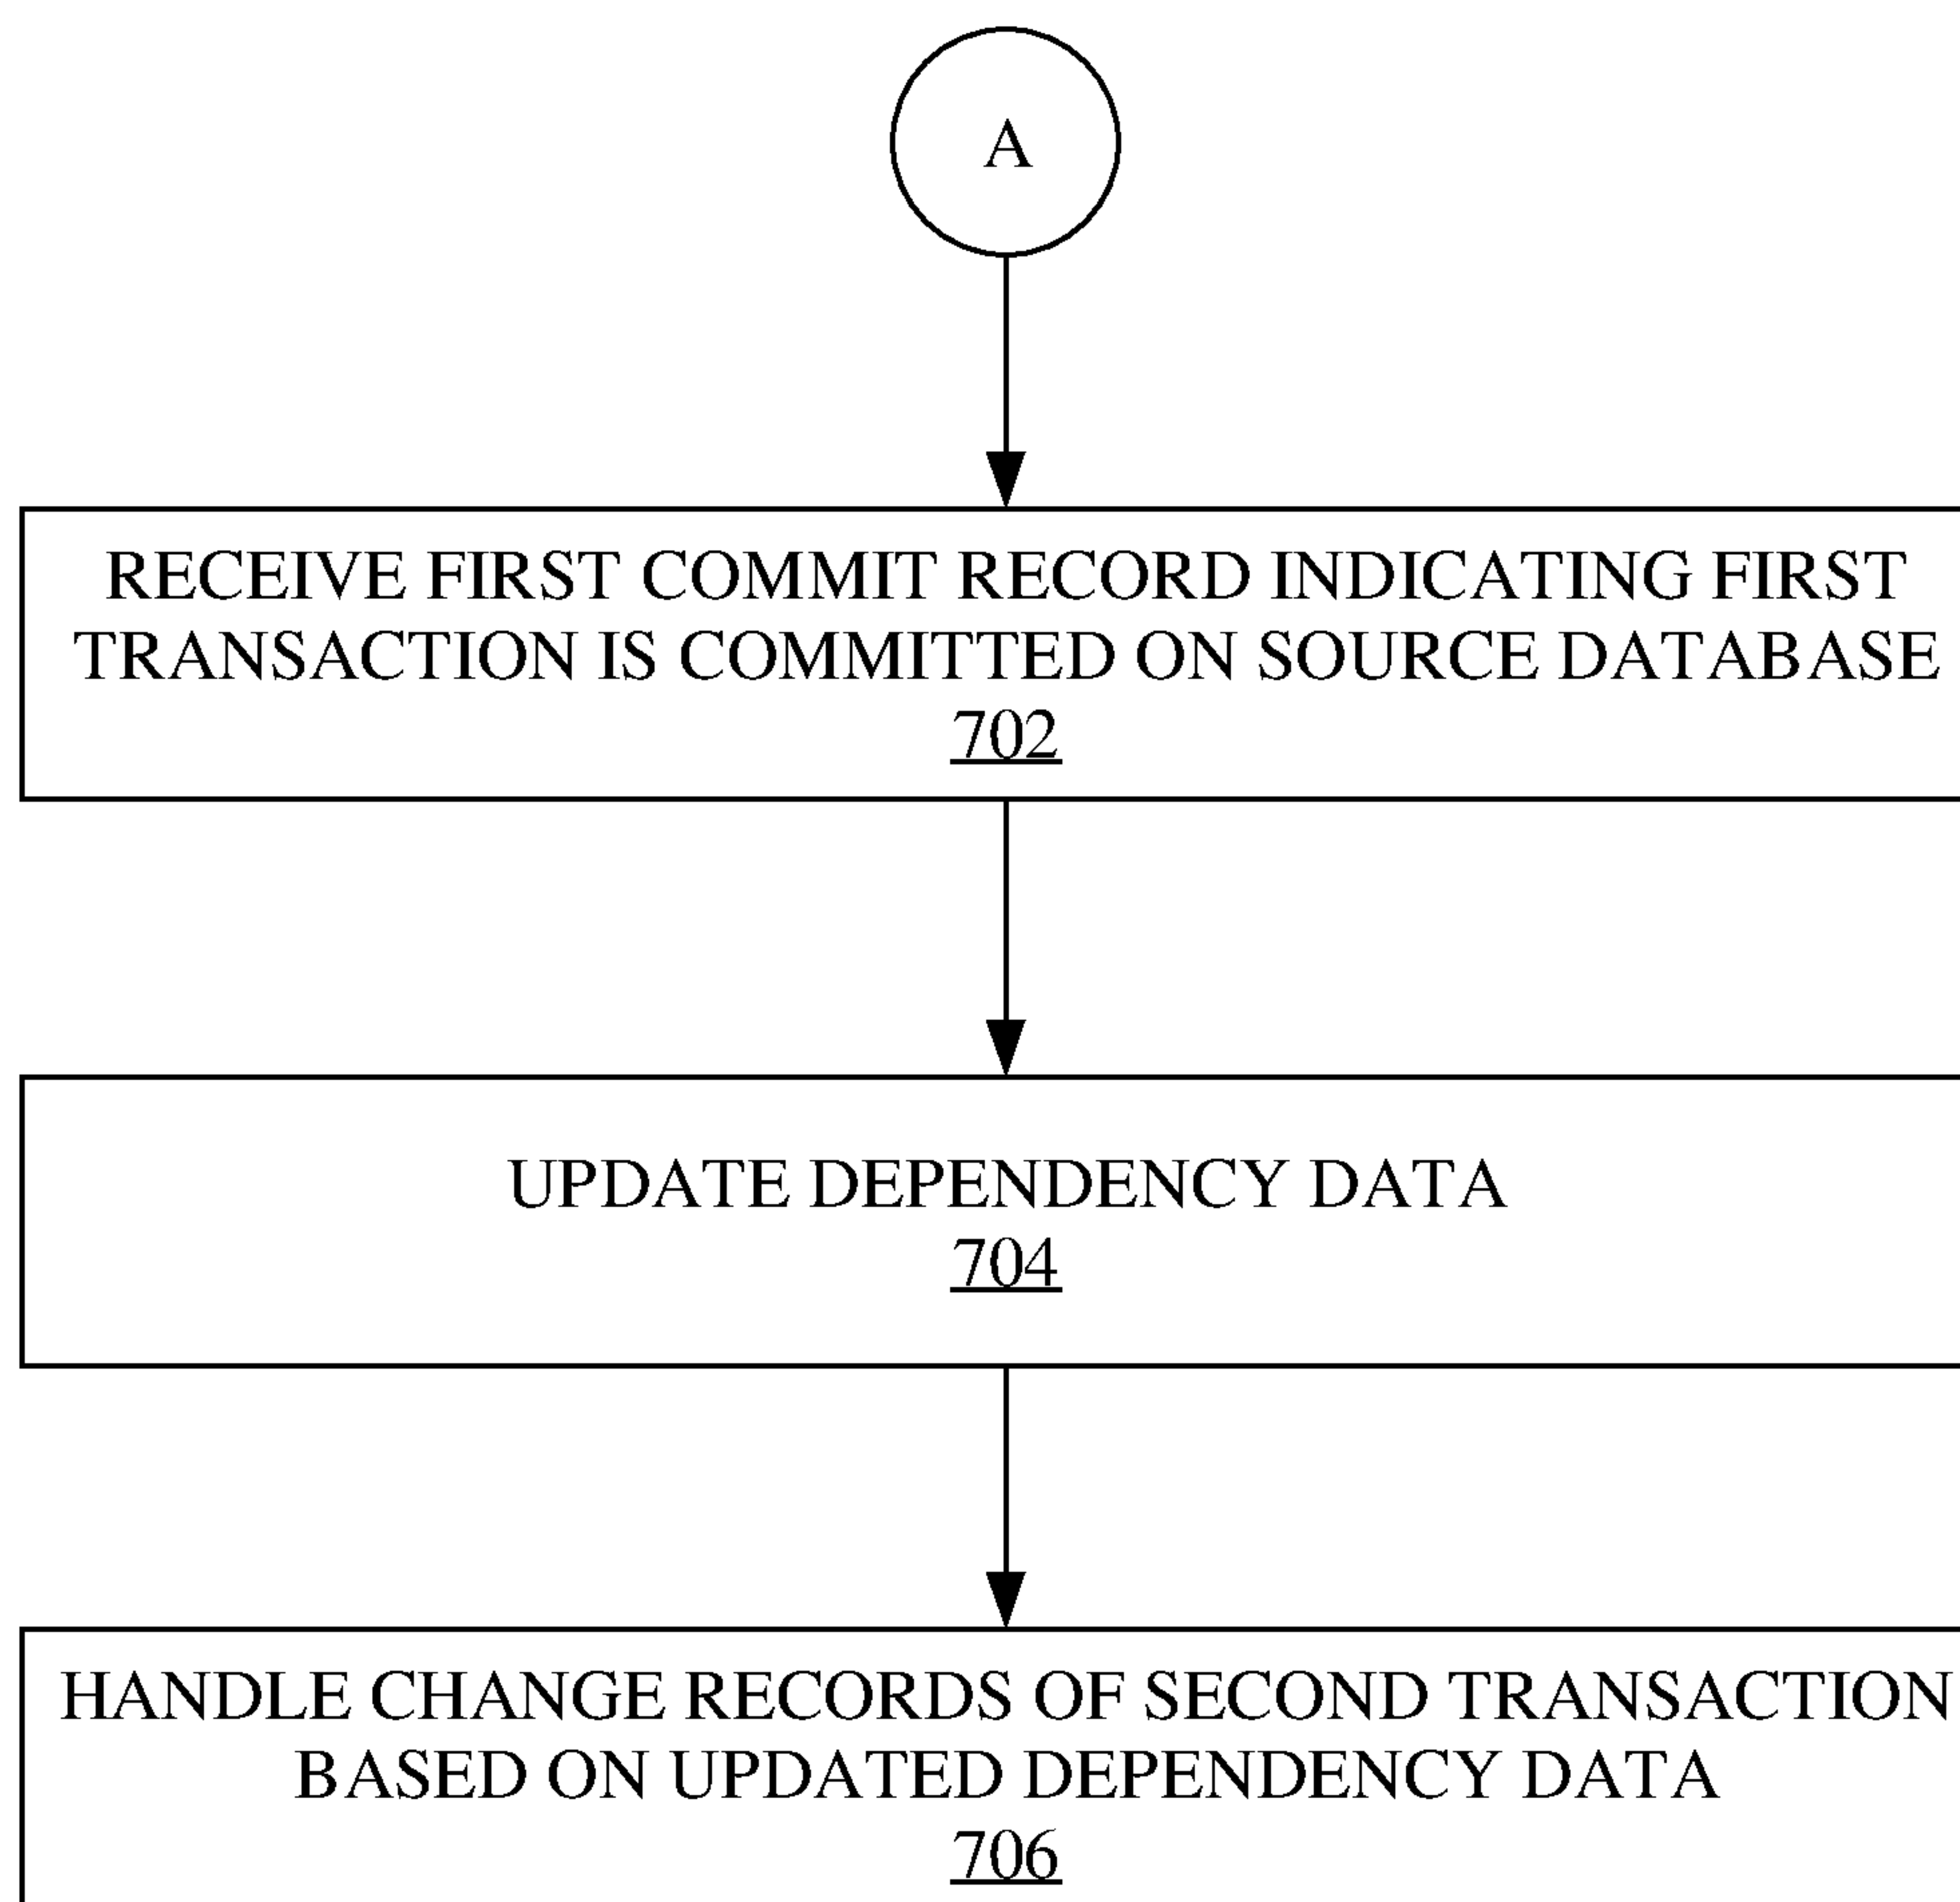 A
RECEIVE FIRST COMMIT RECORD INDICATING FIRST
TRANSACTION IS COMMITTED ON SOURCE DATABASE
702
UPDATE DEPENDENCY DATA
704
HANDLE CHANGE RECORDS OF SECOND TRANSACTION
BASED ON UPDATED DEPENDENCY DATA
706